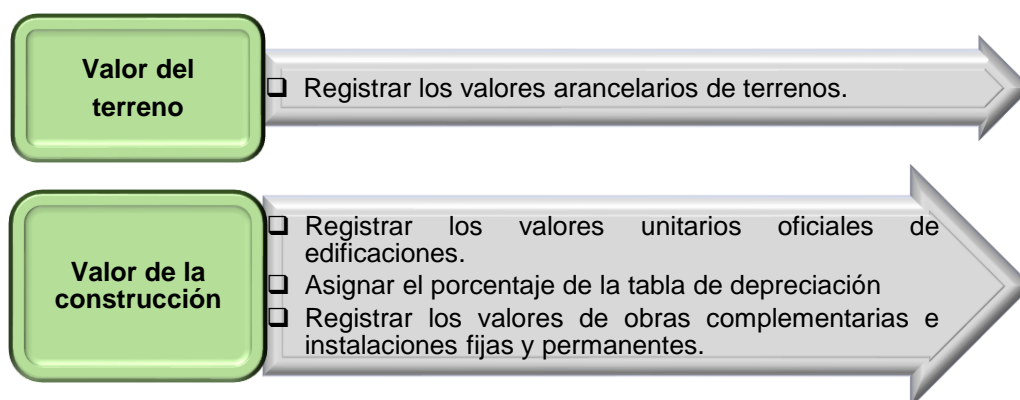 Valor del
terreno
❑ Registrar los valores arancelarios de terrenos.
Valor de la
construcción
❑ Registrar los valores unitarios oficiales de
edificaciones.
❑ Asignar el porcentaje de la tabla de depreciación
❑ Registrar los valores de obras complementarias e
instalaciones fijas y permanentes.